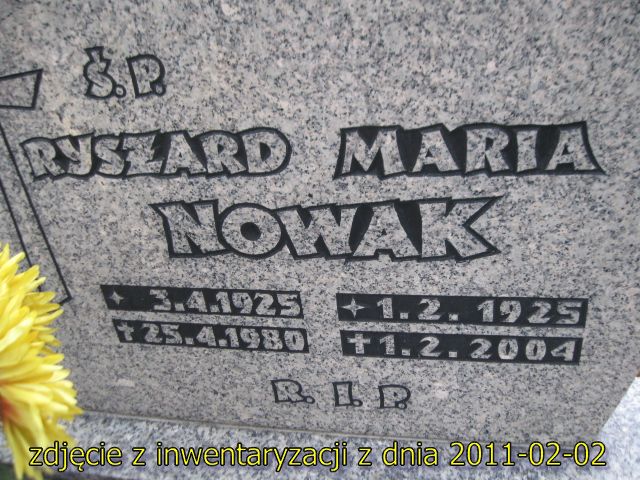 Ś.P.
RYSZARD MARIA
NOWAK
3.4.1925 1.2.1925
25.4.1980 1.2.2004
R.I.P.
zdjęcie z inwentaryzacji z dnia 2011-02-02